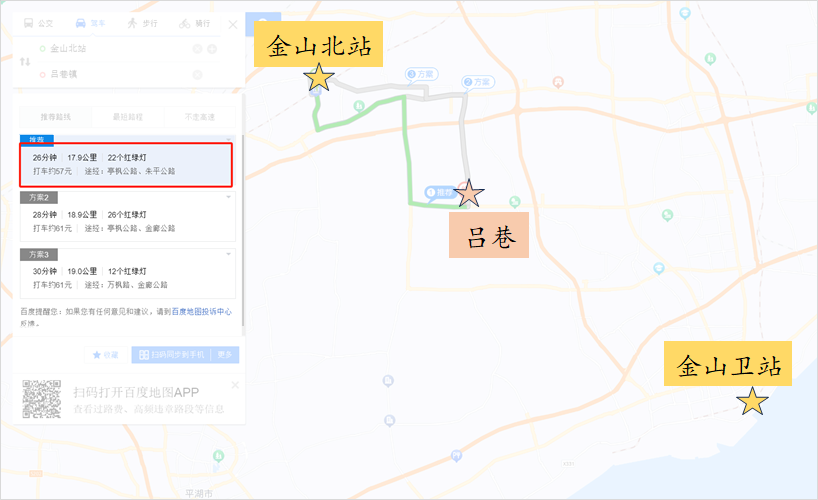 公交 驾车 步行 骑行
金山北站
吕巷镇
推荐路线 最短路程 不走高速
推荐
26分钟 | 17.9公里 | 22个红绿灯
打车约57元 | 途经：亭枫公路、朱平公路
方案2
28分钟 | 18.9公里 | 26个红绿灯
打车约61元 | 途经：亭枫公路、金廊公路
方案3
30分钟 | 19.0公里 | 12个红绿灯
打车约61元 | 途经：万枫公路、金廊公路
百度提醒您：如果您有任何意见和建议，请到百度地图投诉中心
反馈。
收藏 扫码同步到手机 | 更多
扫码打开百度地图APP
查看过路费、高频违章路段等信息
金山北站
3 方案
2 方案
1 推荐
吕巷
金山卫站
平湖市